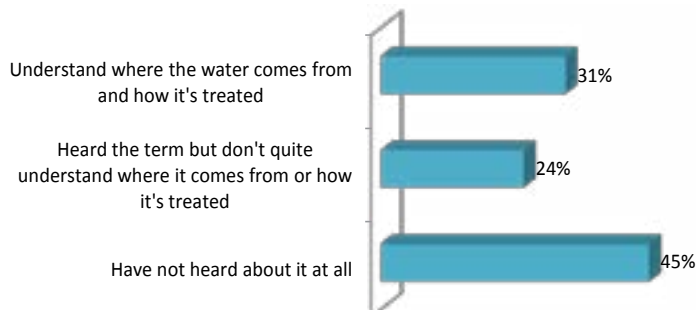 Understand where the water comes from
and how it's treated
31%
Heard the term but don't quite
understand where it comes from or how
it's treated
24%
Have not heard about it at all
45%